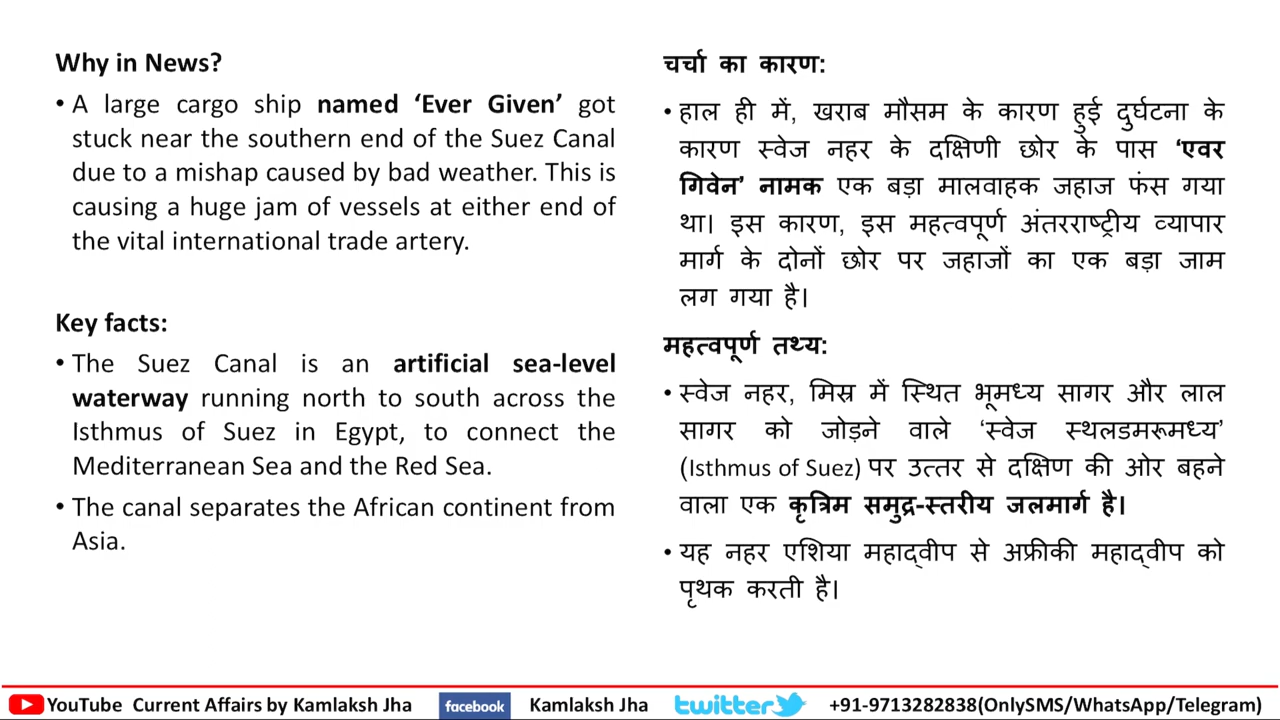 Why in News?
• A large cargo ship named ‘Ever Given’ got
stuck near the southern end of the Suez Canal
due to a mishap caused by bad weather. This is
causing a huge jam of vessels at either end of
the vital international trade artery.
Key facts:
• The Suez Canal is an artificial sea-level
waterway running north to south across the
Isthmus of Suez in Egypt, to connect the
Mediterranean Sea and the Red Sea.
• The canal separates the African continent from
Asia.
चर्चा का कारण:
• हाल ही में, खराब मौसम के कारण हुई दुर्घटना के
कारण स्वेज नहर के दक्षिणी छोर के पास ‘एवर
गिवेन’ नामक एक बड़ा मालवाहक जहाज फंस गया
था। इस कारण, इस महत्वपूर्ण अंतरराष्ट्रीय व्यापार
मार्ग के दोनों छोर पर जहाजों का एक बड़ा जाम
लग गया है।
महत्वपूर्ण तथ्य:
• स्वेज नहर, मिस्र में स्थित भूमध्य सागर और लाल
सागर को जोड़ने वाले ‘स्वेज स्थलडमरूमध्य’
(Isthmus of Suez) पर उत्तर से दक्षिण की ओर बहने
वाला एक कृत्रिम समुद्र-स्तरीय जलमार्ग है।
• यह नहर एशिया महाद्वीप से अफ्रीकी महाद्वीप को
पृथक करती है।
YouTube Current Affairs by Kamlaksh Jha facebook Kamlaksh Jha twitter +91-9713282838(OnlySMS/WhatsApp/Telegram)